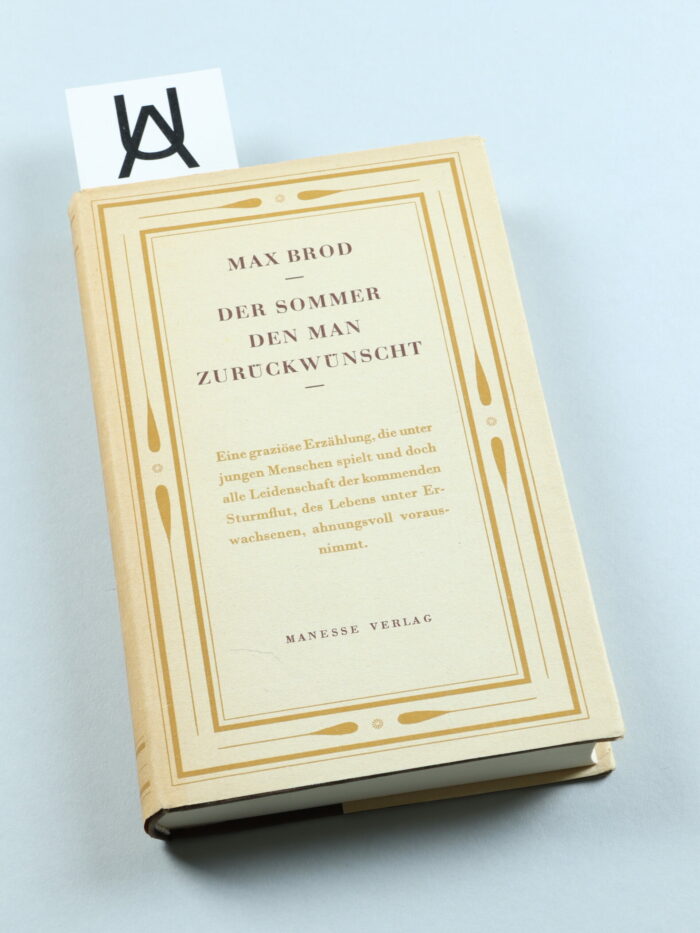 MAX BROD
DER SOMMER
DEN MAN
ZURÜCKWÜNSCHT
Eine graziöse Erzählung, die unter
jungen Menschen spielt und doch
alle Leidenschaft der kommenden
Sturmflut, des Lebens unter Er-
wachsenen, ahnungsvoll voraus-
nimmt.
MANESSE VERLAG